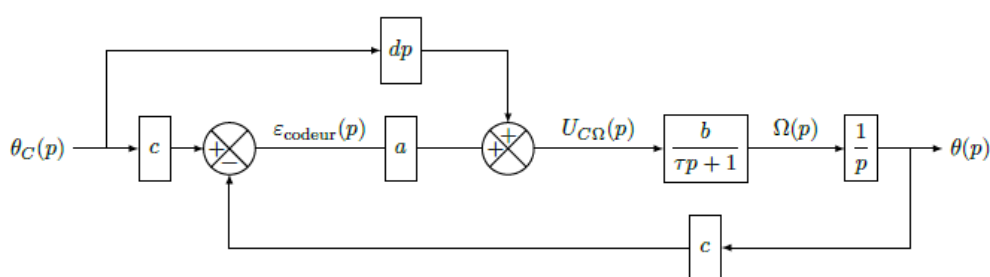 dp
θ_C(p)
c
+
−
ε_codeur(p)
a
+
+
U_CΩ(p)
b
τp + 1
Ω(p)
1
p
θ(p)
c